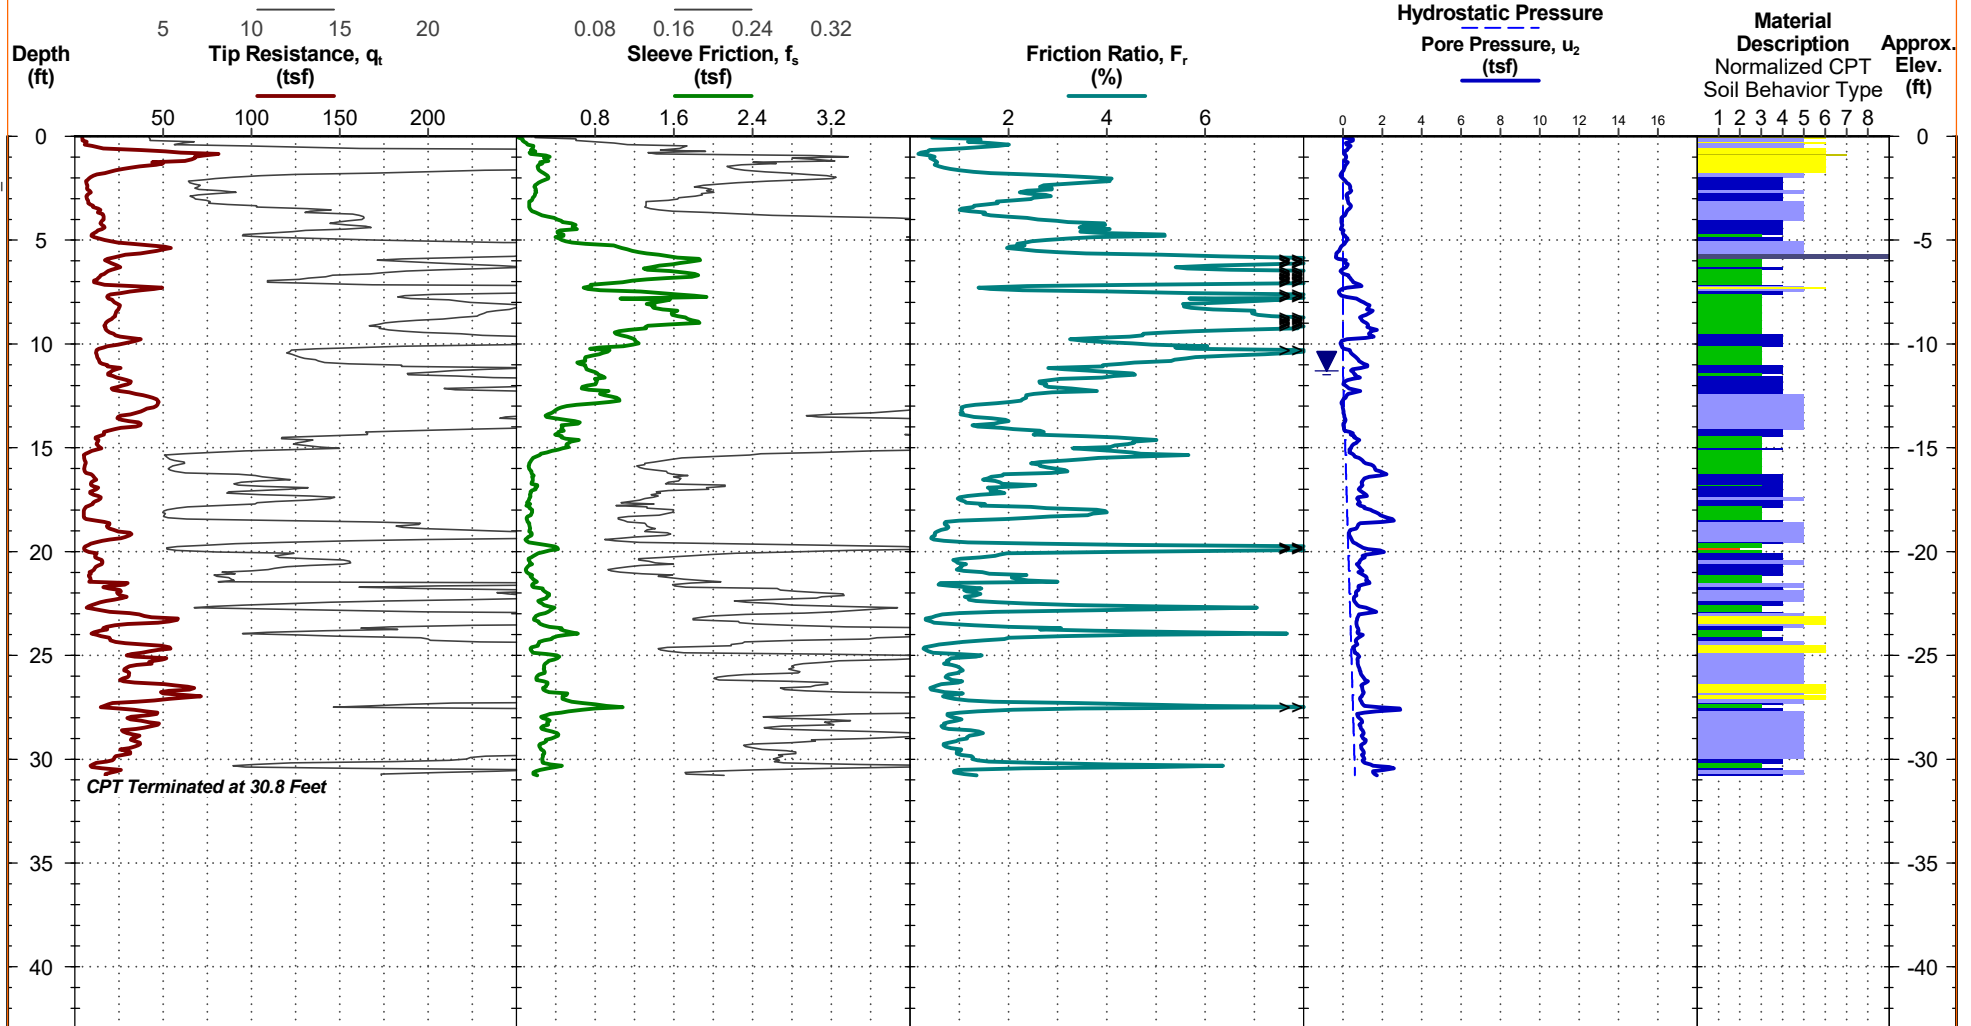 5 10 15 20 0.08 0.16 0.24 0.32
Hydrostatic Pressure
Depth
(ft)
Tip Resistance, qt
(tsf)
Sleeve Friction, fs
(tsf)
Friction Ratio, Fr
(%)
Pore Pressure, u2
(tsf)
Material
Description
Normalized CPT
Soil Behavior Type
Approx.
Elev.
(ft)
50 100 150 200 0.8 1.6 2.4 3.2 2 4 6 0 2 4 6 8 10 12 14 16 1 2 3 4 5 6 7 8
0 0
5 -5
10 -10
15 -15
20 -20
25 -25
30 -30
CPT Terminated at 30.8 Feet
35 -35
40 -40